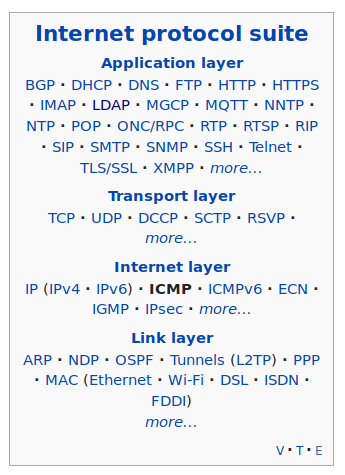 Internet protocol suite
Application layer
BGP · DHCP · DNS · FTP · HTTP · HTTPS
· IMAP · LDAP · MGCP · MQTT · NNTP ·
NTP · POP · ONC/RPC · RTP · RTSP · RIP
· SIP · SMTP · SNMP · SSH · Telnet ·
TLS/SSL · XMPP · more...
Transport layer
TCP · UDP · DCCP · SCTP · RSVP ·
more...
Internet layer
IP (IPv4 · IPv6) · ICMP · ICMPv6 · ECN ·
IGMP · IPsec · more...
Link layer
ARP · NDP · OSPF · Tunnels (L2TP) · PPP
· MAC (Ethernet · Wi-Fi · DSL · ISDN ·
FDDI)
more...
V · T · E